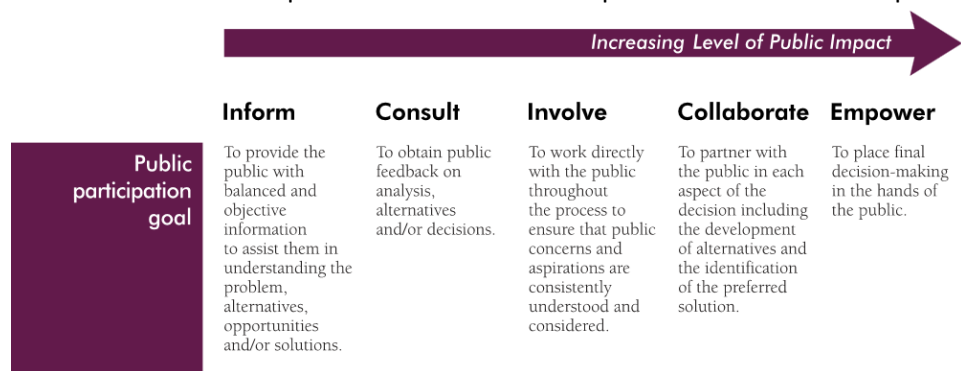 Increasing Level of Public Impact
Inform
Consult
Involve
Collaborate
Empower
Public
participation
goal
To provide the
public with
balanced and
objective
information
to assist them in
understanding the
problem,
alternatives,
opportunities
and/or solutions.
To obtain public
feedback on
analysis,
alternatives
and/or decisions.
To work directly
with the public
throughout
the process to
ensure that public
concerns and
aspirations are
consistently
understood and
considered.
To partner with
the public in each
aspect of the
decision including
the development
of alternatives and
the identification
of the preferred
solution.
To place final
decision-making
in the hands of
the public.